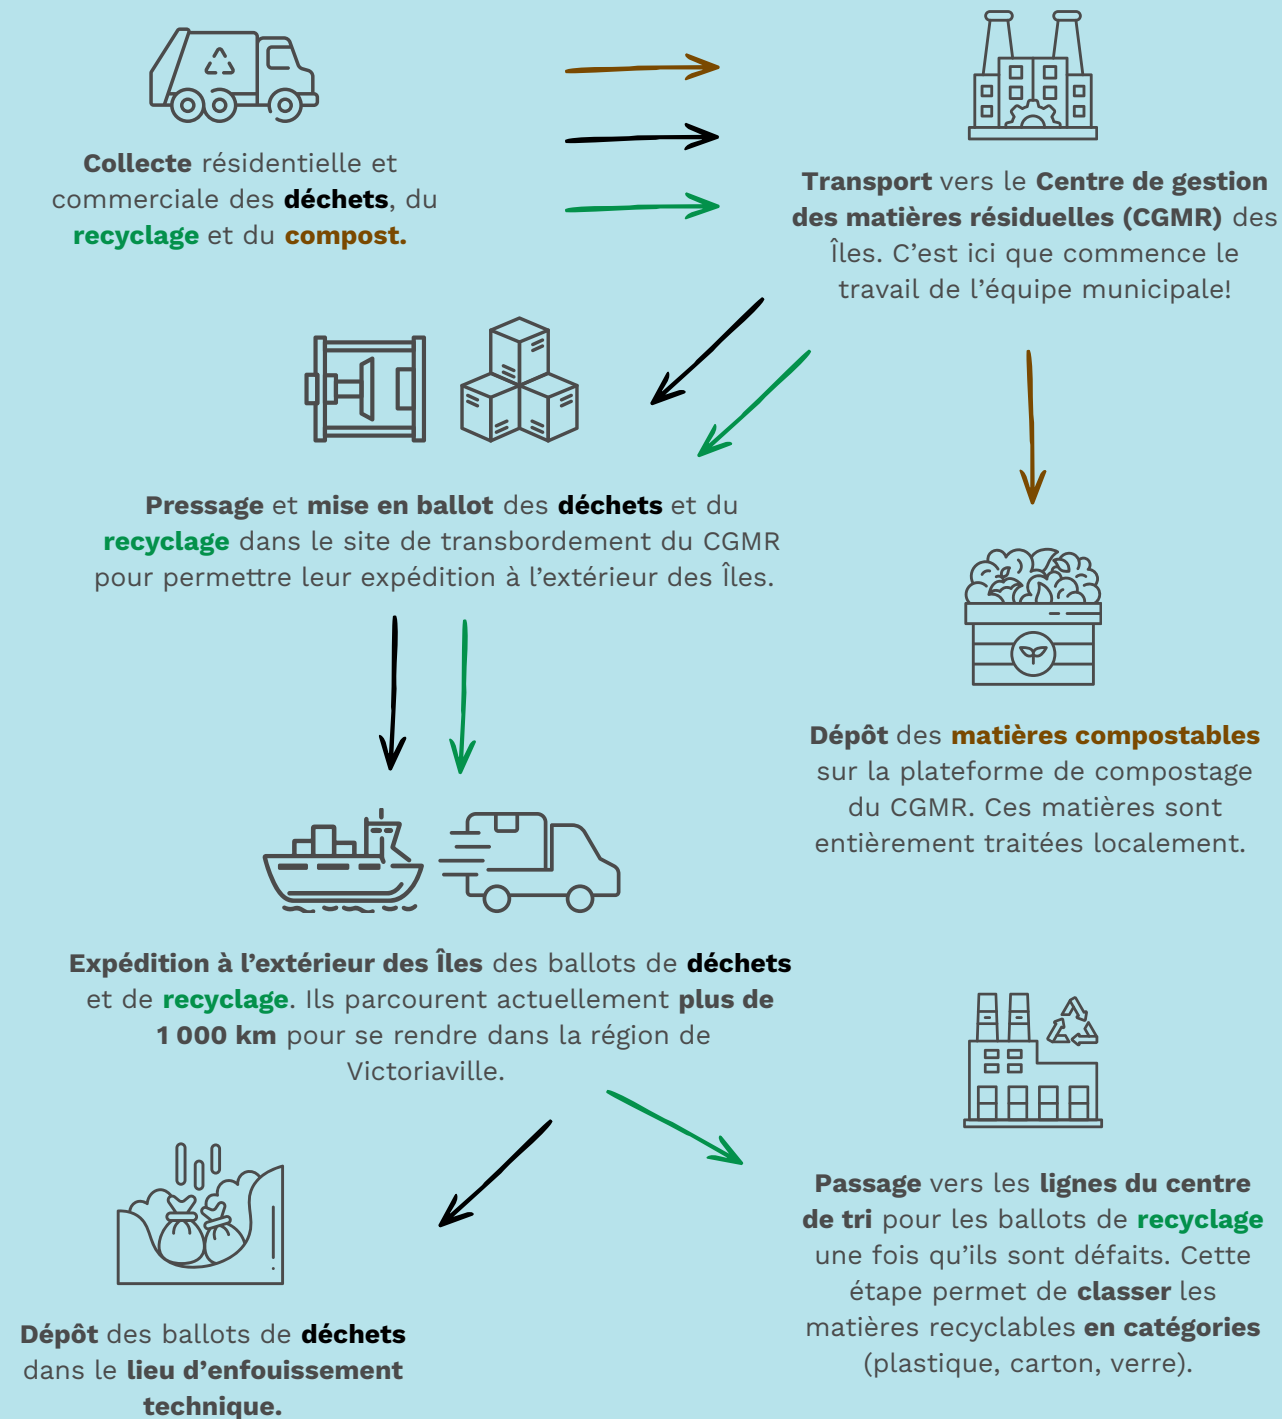 Collecte résidentielle et
commerciale des déchets, du
recyclage et du compost.
Transport vers le Centre de gestion
des matières résiduelles (CGMR) des
Îles. C’est ici que commence le
travail de l’équipe municipale!
Pressage et mise en ballot des déchets et du
recyclage dans le site de transbordement du CGMR
pour permettre leur expédition à l’extérieur des Îles.
Dépôt des matières compostables
sur la plateforme de compostage
du CGMR. Ces matières sont
entièrement traitées localement.
Expédition à l’extérieur des Îles des ballots de déchets
et de recyclage. Ils parcourent actuellement plus de
1 000 km pour se rendre dans la région de
Victoriaville.
Passage vers les lignes du centre
de tri pour les ballots de recyclage
une fois qu’ils sont défaits. Cette
étape permet de classer les
matières recyclables en catégories
(plastique, carton, verre).
Dépôt des ballots de déchets
dans le lieu d’enfouissement
technique.